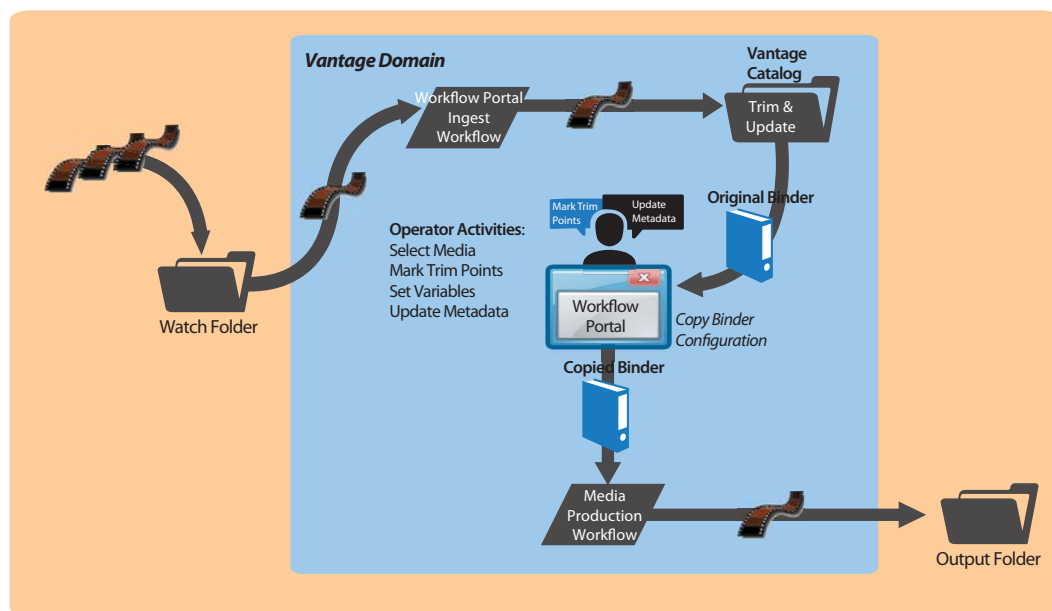 Vantage Domain
Workflow Portal
Ingest
Workflow
Vantage
Catalog
Trim &
Update
Watch Folder
Operator Activities:
Select Media
Mark Trim Points
Set Variables
Update Metadata
Mark Trim
Points
Update
Metadata
Original Binder
Workflow
Portal
Copy Binder
Configuration
Copied Binder
Media
Production
Workflow
Output Folder